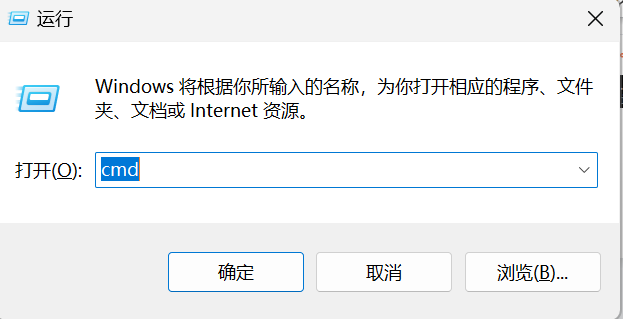 运行
Windows 将根据你所输入的名称，为你打开相应的程序、文件
夹、文档或 Internet 资源。
打开(O): cmd
确定 取消 浏览(B)...